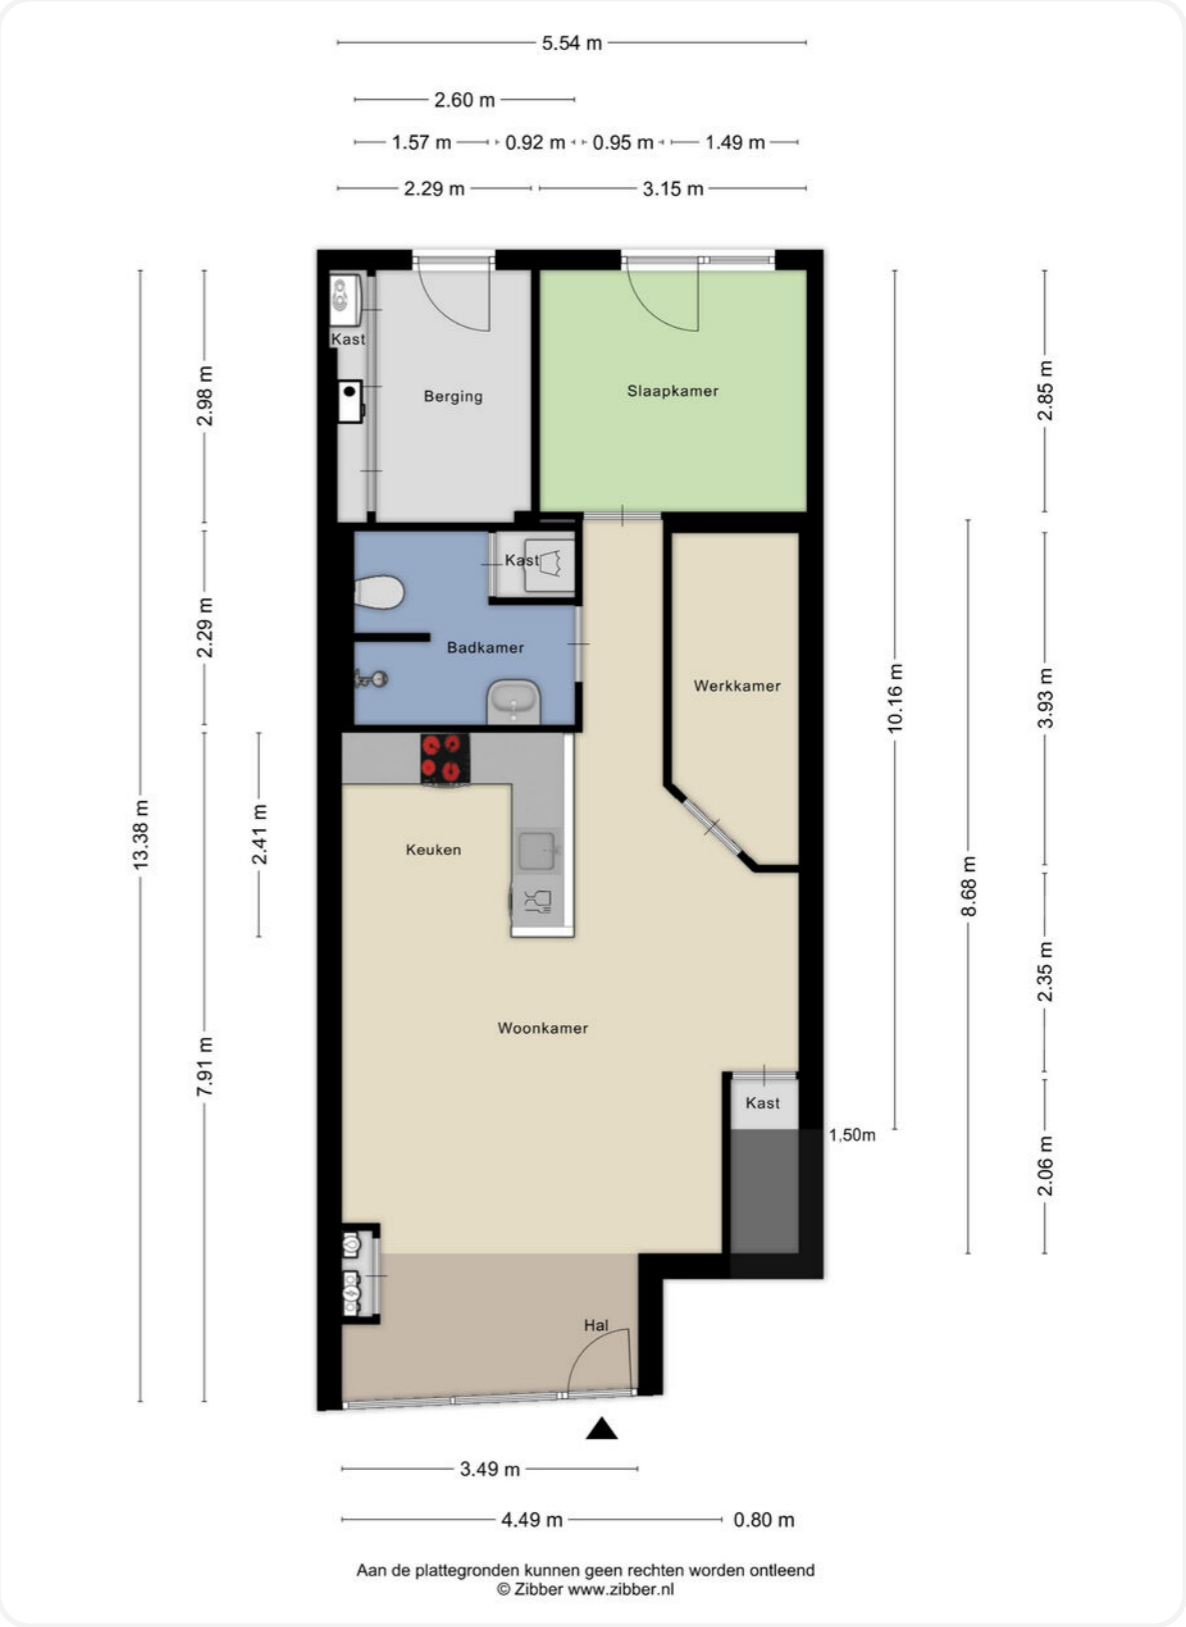 5.54 m
2.60 m
1.57 m 0.92 m 0.95 m 1.49 m
2.29 m 3.15 m
Kast
Berging
Slaapkamer
2.98 m
2.85 m
Kast
Badkamer
Werkkamer
2.29 m
10.16 m
3.93 m
13.38 m
2.41 m
Keuken
8.68 m
Woonkamer
2.35 m
7.91 m
Kast
1,50m
2.06 m
Hal
3.49 m
4.49 m 0.80 m
Aan de plattegronden kunnen geen rechten worden ontleend
© Zibber www.zibber.nl